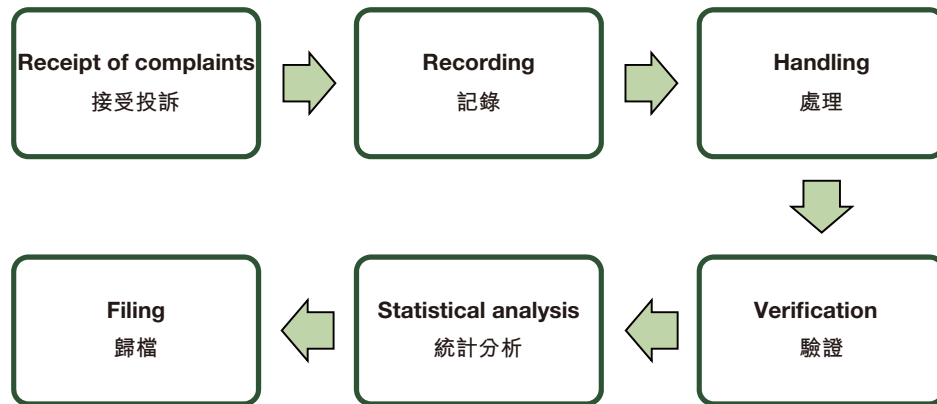 Receipt of complaints
接受投訴
Recording
記錄
Handling
處理
Verification
驗證
Statistical analysis
統計分析
Filing
歸檔